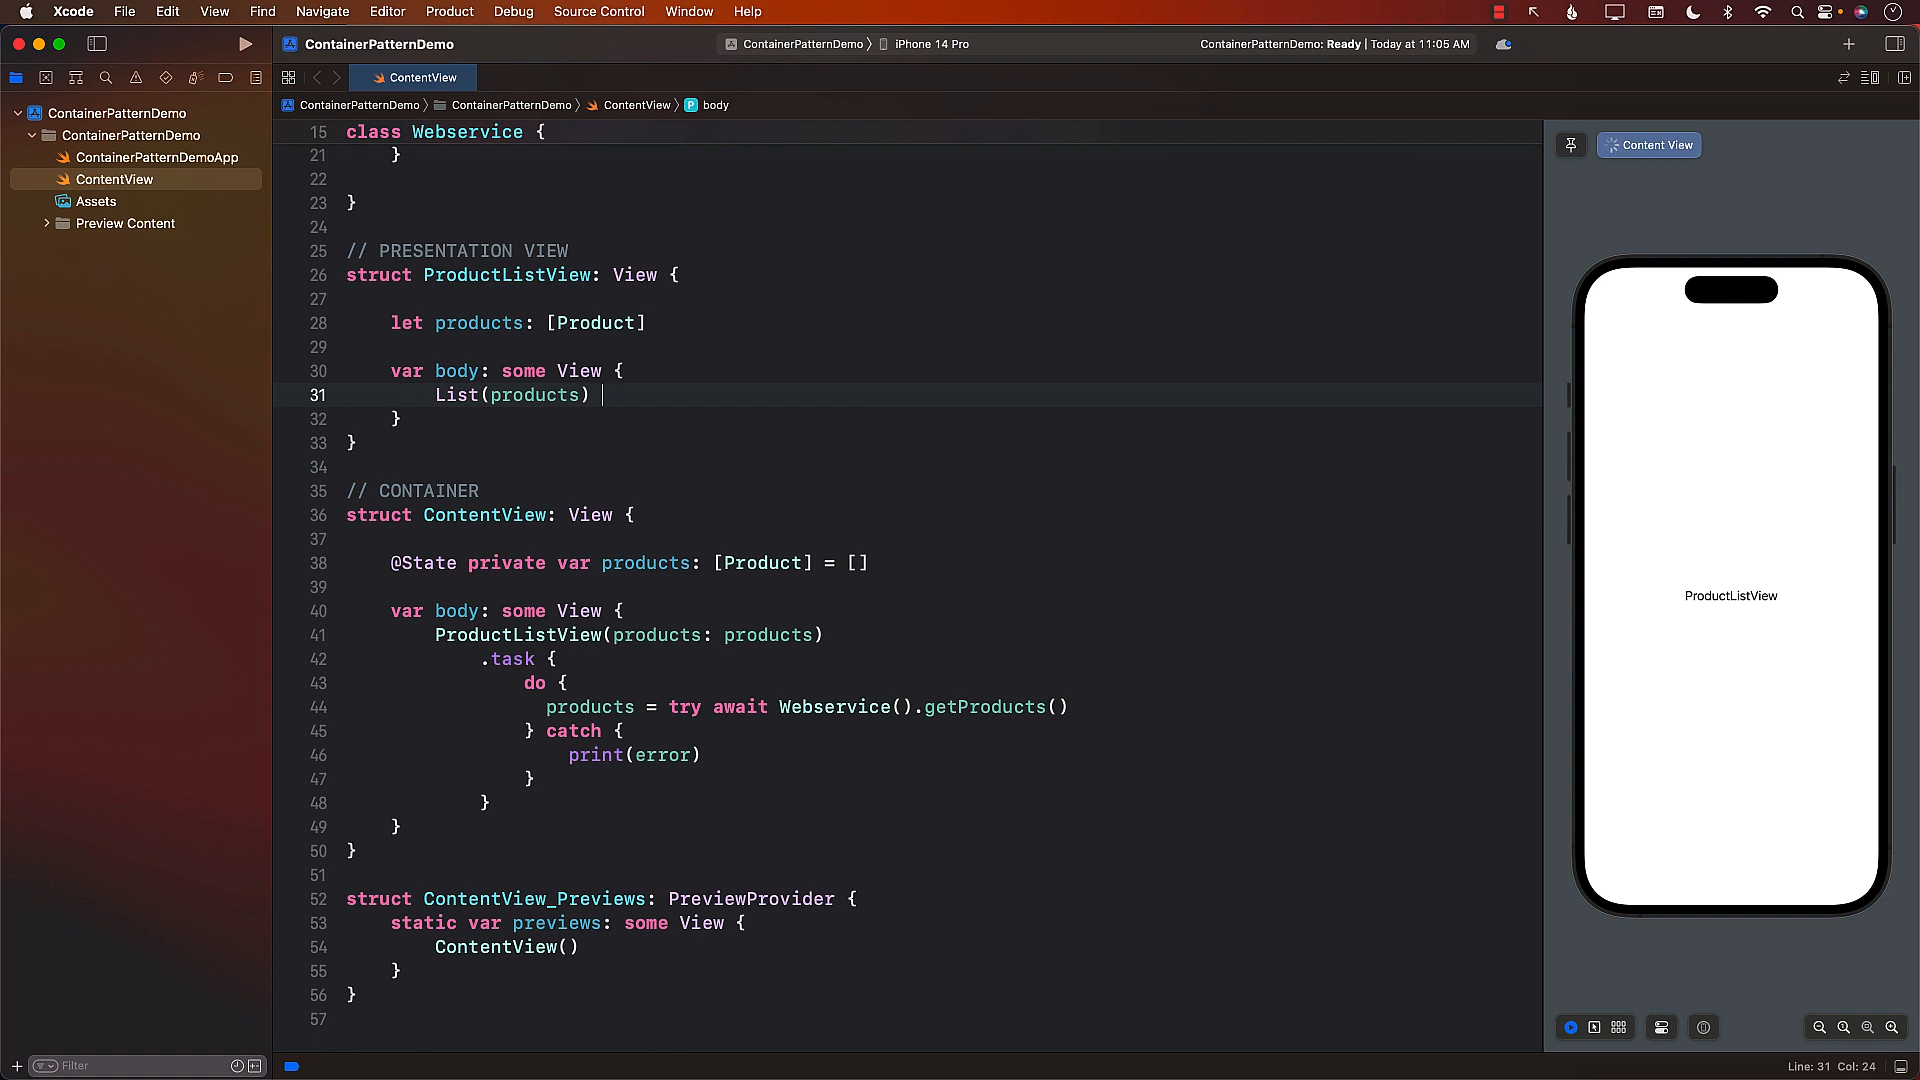 Xcode File Edit View Find Navigate Editor Product Debug Source Control Window Help
ContainerPatternDemo
ContainerPatternDemo 〉 iPhone 14 Pro
ContainerPatternDemo: Ready | Today at 11:05 AM
ContentView
ContainerPatternDemo 〉 ContainerPatternDemo 〉 ContentView 〉 P body
ContainerPatternDemo
ContainerPatternDemo
ContainerPatternDemoApp
ContentView
Assets
Preview Content
15 class Webservice {
21 }
22
23 }
24
25 // PRESENTATION VIEW
26 struct ProductListView: View {
27
28 let products: [Product]
29
30 var body: some View {
31 List(products)
32 }
33 }
34
35 // CONTAINER
36 struct ContentView: View {
37
38 @State private var products: [Product] = []
39
40 var body: some View {
41 ProductListView(products: products)
42 .task {
43 do {
44 products = try await Webservice().getProducts()
45 } catch {
46 print(error)
47 }
48 }
49 }
50 }
51
52 struct ContentView_Previews: PreviewProvider {
53 static var previews: some View {
54 ContentView()
55 }
56 }
57
Content View
ProductListView
Filter
Line: 31 Col: 24